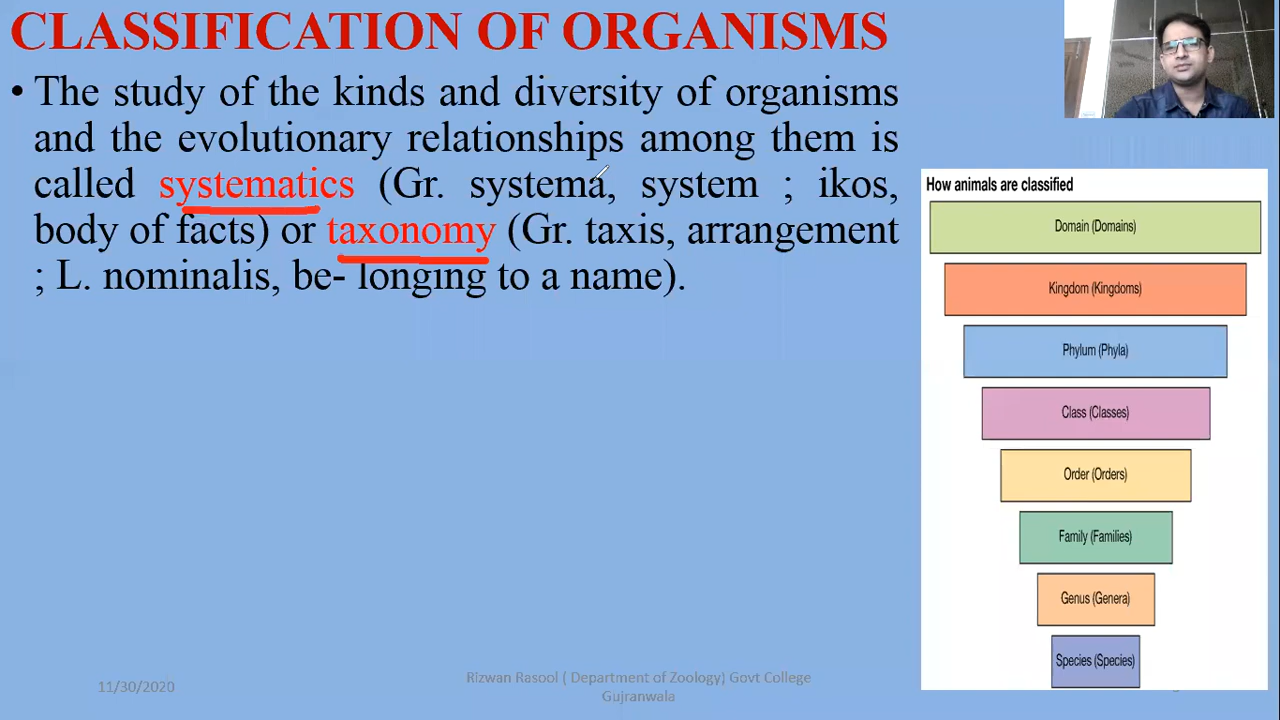 CLASSIFICATION OF ORGANISMS
• The study of the kinds and diversity of organisms
and the evolutionary relationships among them is
called systematics (Gr. systema, system ; ikos,
body of facts) or taxonomy (Gr. taxis, arrangement
; L. nominalis, be- longing to a name).
How animals are classified
Domain (Domains)
Kingdom (Kingdoms)
Phylum (Phyla)
Class (Classes)
Order (Orders)
Family (Families)
Genus (Genera)
Species (Species)
11/30/2020
Rizwan Rasool ( Department of Zoology) Govt College
Gujranwala